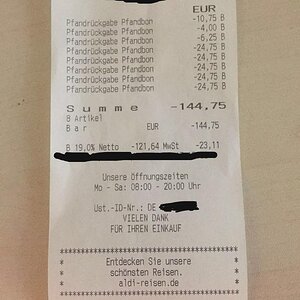 EUR
Pfandrückgabe Pfandbon -10,75 B
Pfandrückgabe Pfandbon -4,00 B
Pfandrückgabe Pfandbon -6,25 B
Pfandrückgabe Pfandbon -24,75 B
Pfandrückgabe Pfandbon -24,75 B
Pfandrückgabe Pfandbon -24,75 B
Pfandrückgabe Pfandbon -24,75 B
Pfandrückgabe Pfandbon -24,75 B
Summe -144,75
8 Artikel
Bar EUR -144,75
B 19,0% Netto -121,64 MwSt -23,11
Unsere Öffnungszeiten
Mo - Sa: 08:00 - 20:00 Uhr
Ust.-ID-Nr.: DE
VIELEN DANK
FÜR IHREN EINKAUF
Entdecken Sie unsere
schönsten Reisen.
aldi-reisen.de